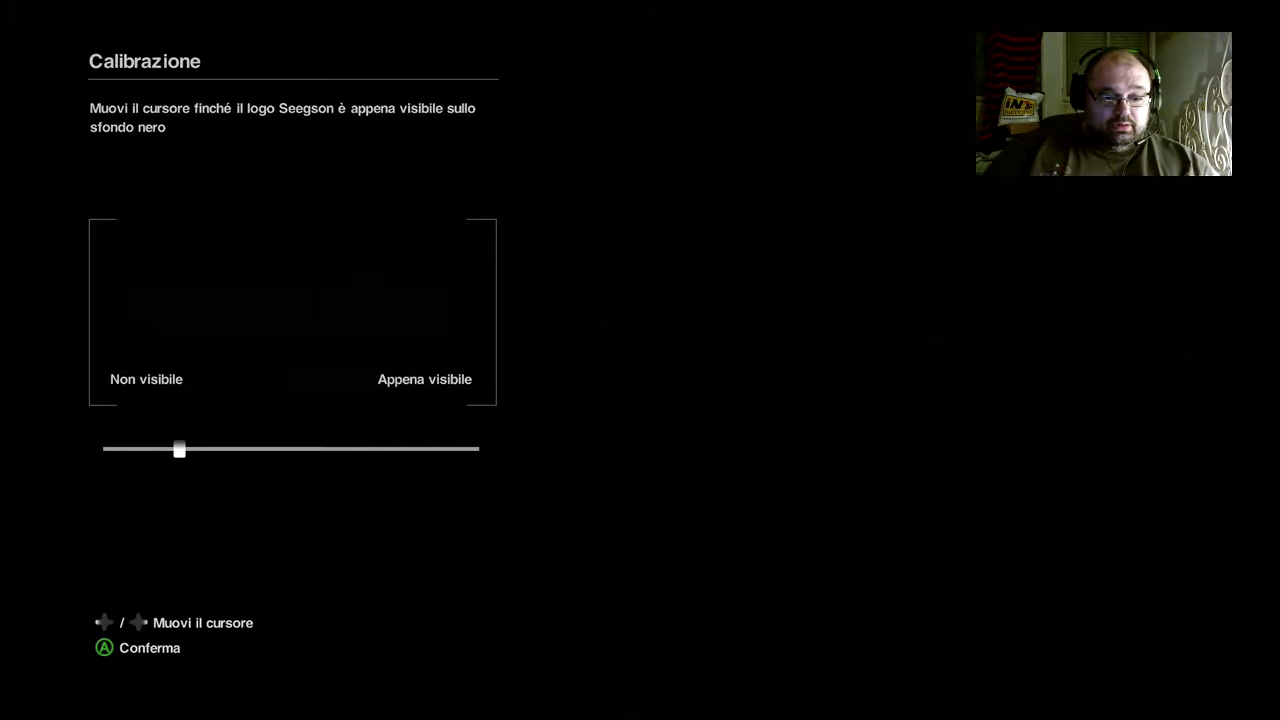 Calibrazione
Muovi il cursore finché il logo Seegson è appena visibile sullo
sfondo nero
Non visibile
Appena visibile
/ Muovi il cursore
A Conferma